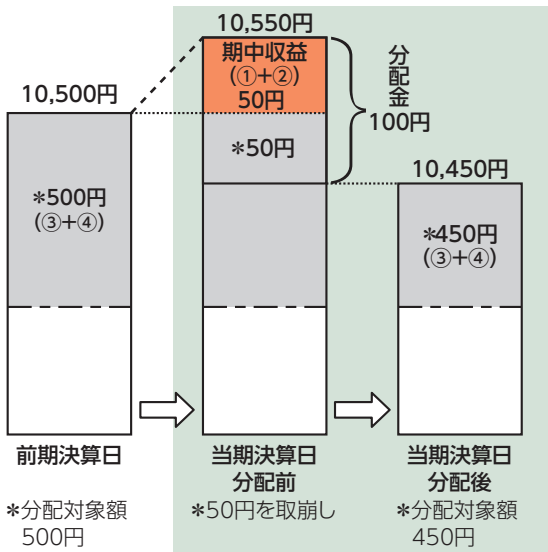 10,500円
*500円
(③+④)
前期決算日
*分配対象額
500円
10,550円
期中収益
(①+②)
50円
*50円
分配金
100円
当期決算日
分配前
*50円を取崩し
10,450円
*450円
(③+④)
当期決算日
分配後
*分配対象額
450円